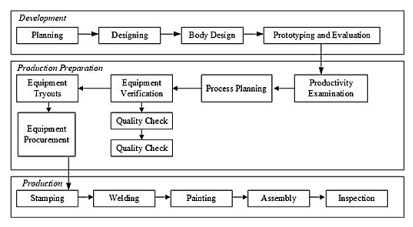 Development
Planning
Designing
Body Design
Prototyping and Evaluation
Production Preparation
Equipment
Tryouts
Equipment
Verification
Process Planning
Productivity
Examination
Equipment
Procurement
Quality Check
Quality Check
Production
Stamping
Welding
Painting
Assembly
Inspection